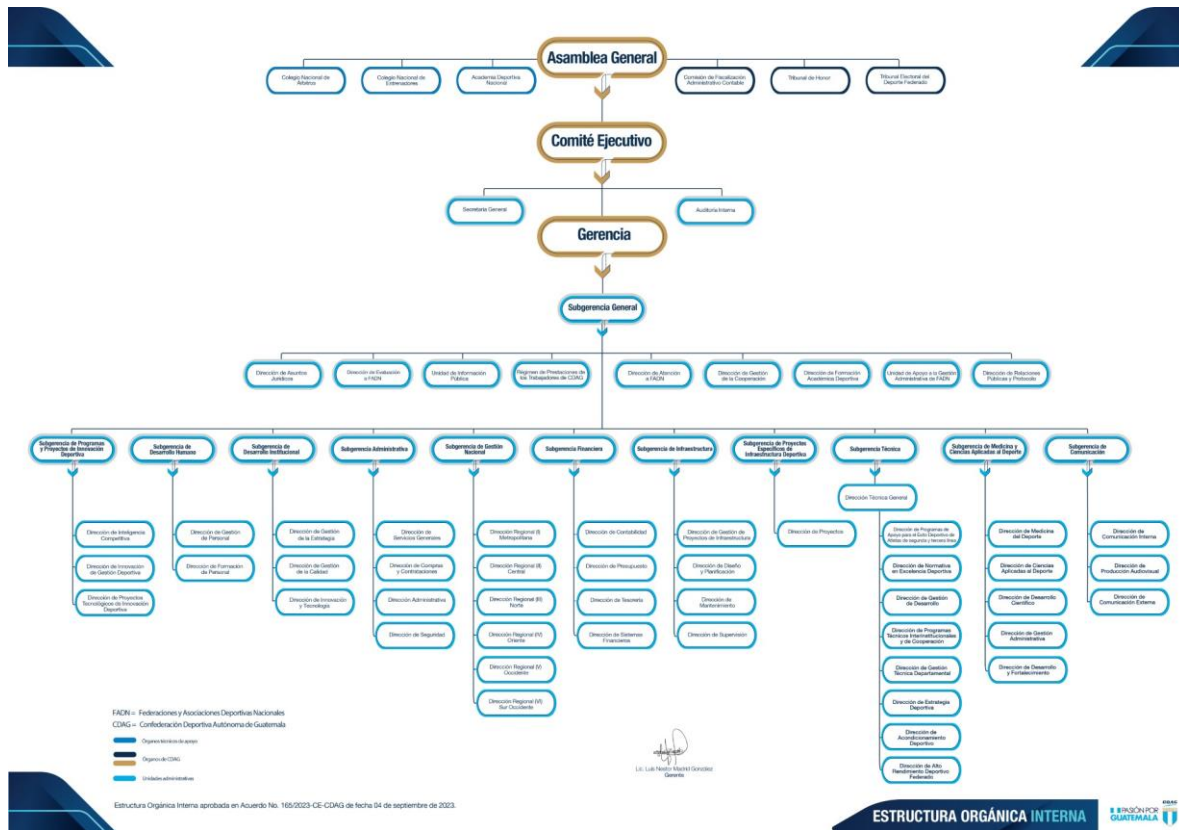 Asamblea General
Colegio Nacional de
Árbitros
Colegio Nacional de
Entrenadores
Academia Deportiva
Nacional
Comisión de Fiscalización
Administrativo Contable
Tribunal de Honor
Tribunal Electoral del
Deporte Federado
Comité Ejecutivo
Secretaría General
Auditoría Interna
Gerencia
Subgerencia General
Dirección de Asuntos
Jurídicos
Dirección de Evaluación
a FADN
Unidad de Información
Pública
Régimen de Prestaciones de
los Trabajadores de CDAG
Dirección de Atención
a FADN
Dirección de Gestión
de la Cooperación
Dirección de Formación
Académica Deportiva
Unidad de Apoyo a la Gestión
Administrativa de FADN
Dirección de Relaciones
Públicas y Protocolo
Subgerencia de Programas
y Proyectos de Innovación
Deportiva
Subgerencia de
Desarrollo Humano
Subgerencia de
Desarrollo Institucional
Subgerencia Administrativa
Subgerencia de Gestión
Nacional
Subgerencia Financiera
Subgerencia de Infraestructura
Subgerencia de Proyectos
Específicos de
Infraestructura Deportiva
Subgerencia Técnica
Subgerencia de Medicina y
Ciencias Aplicadas al Deporte
Subgerencia de
Comunicación
Dirección de Inteligencia
Competitiva
Dirección de Innovación
de Gestión Deportiva
Dirección de Proyectos
Tecnológicos de Innovación
Deportiva
Dirección de Gestión
de Personal
Dirección de Formación
de Personal
Dirección de Gestión
de la Estrategia
Dirección de Gestión
de la Calidad
Dirección de Innovación
y Tecnología
Dirección de
Servicios Generales
Dirección de Compras
y Contrataciones
Dirección Administrativa
Dirección de Seguridad
Dirección Regional (I)
Metropolitana
Dirección Regional (II)
Central
Dirección Regional (III)
Norte
Dirección Regional (IV)
Oriente
Dirección Regional (V)
Occidente
Dirección Regional (VI)
Sur Occidente
Dirección de Contabilidad
Dirección de Presupuesto
Dirección de Tesorería
Dirección de Sistemas
Financieros
Dirección de Gestión de
Proyectos de Infraestructura
Dirección de Diseño
y Planificación
Dirección de
Mantenimiento
Dirección de Supervisión
Dirección de Proyectos
Dirección Técnica General
Dirección de Programas de
Apoyo para el Éxito Deportivo de
Atletas de segunda y tercera línea
Dirección de Normativa
en Excelencia Deportiva
Dirección de Gestión
de Desarrollo
Dirección de Programas
Técnicos Interinstitucionales
y de Cooperación
Dirección de Gestión
Técnica Departamental
Dirección de Estrategia
Deportiva
Dirección de
Acondicionamiento
Deportivo
Dirección de Alto
Rendimiento Deportivo
Federado
Dirección de Medicina
del Deporte
Dirección de Ciencias
Aplicadas al Deporte
Dirección de Desarrollo
Científico
Dirección de Gestión
Administrativa
Dirección de Desarrollo
y Fortalecimiento
Dirección de
Comunicación Interna
Dirección de
Producción Audiovisual
Dirección de
Comunicación Externa
FADN = Federaciones y Asociaciones Deportivas Nacionales
CDAG = Confederación Deportiva Autónoma de Guatemala
Órganos técnicos de apoyo
Órganos de CDAG
Unidades administrativas
Lic. Luis Nestor Madrid González
Gerente
Estructura Orgánica Interna aprobada en Acuerdo No. 165/2023-CE-CDAG de fecha 04 de septiembre de 2023.
ESTRUCTURA ORGÁNICA INTERNA
PASIÓN POR
GUATEMALA
CDAG